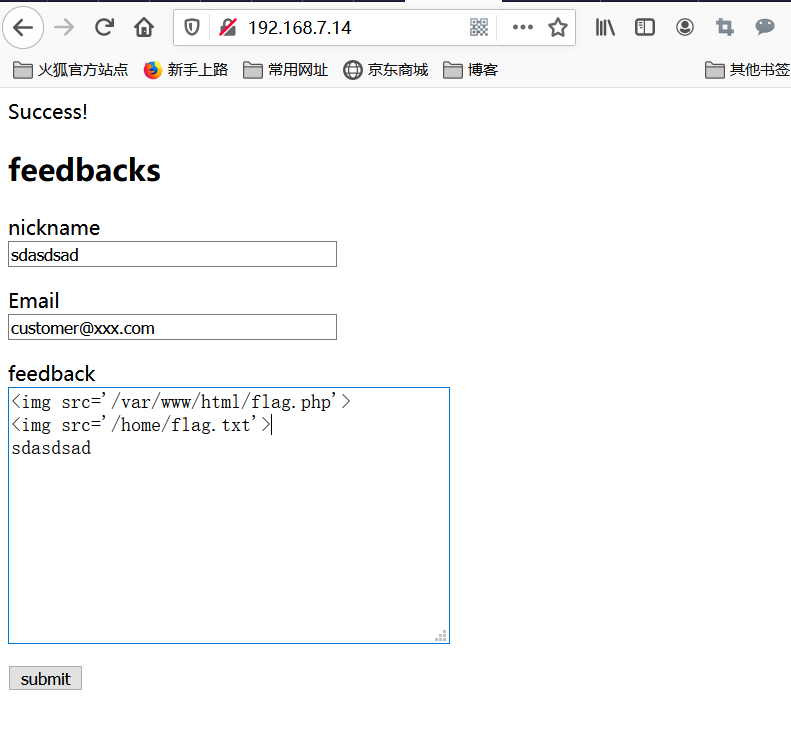 192.168.7.14
火狐官方站点 新手上路 常用网址 京东商城 博客 其他书签
Success!
feedbacks
nickname
sdasdsad
Email
customer@xxx.com
feedback
<img src='/var/www/html/flag.php'>
<img src='/home/flag.txt'>
sdasdsad
submit